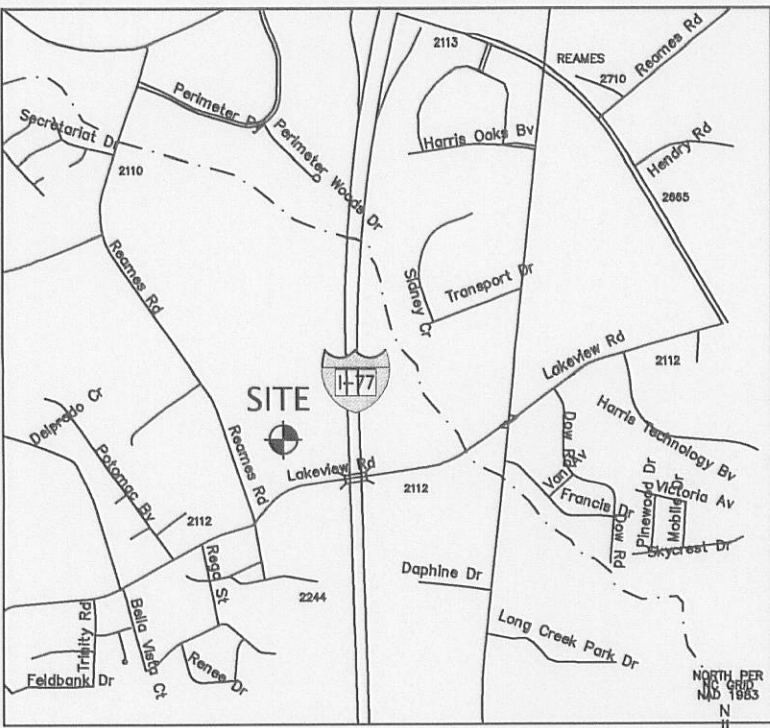 2113
REAMES
2710
Reames Rd
Perimeter Dr
Secretariat Dr
Perimeter Woods Dr
Harris Oaks Bv
Hendry Rd
2110
2665
Reames Rd
Sidney Cr
Transport Dr
Lakeview Rd
2112
I-77
SITE
Delprado Cr
Potomac Bv
Reames Rd
Lakeview Rd
2112
Dow Rd
Harris Technology Bv
Van Av
Francis Dr
Pinewood Dr
Victoria Av
Mobile Dr
Dow Rd
Skycrest Dr
2112
Rego St
2244
Daphine Dr
Trinity Rd
Bella Vista Ct
Renee Dr
Feldbank Dr
Long Creek Park Dr
NORTH PER
NC GRID
NAD 1983
N